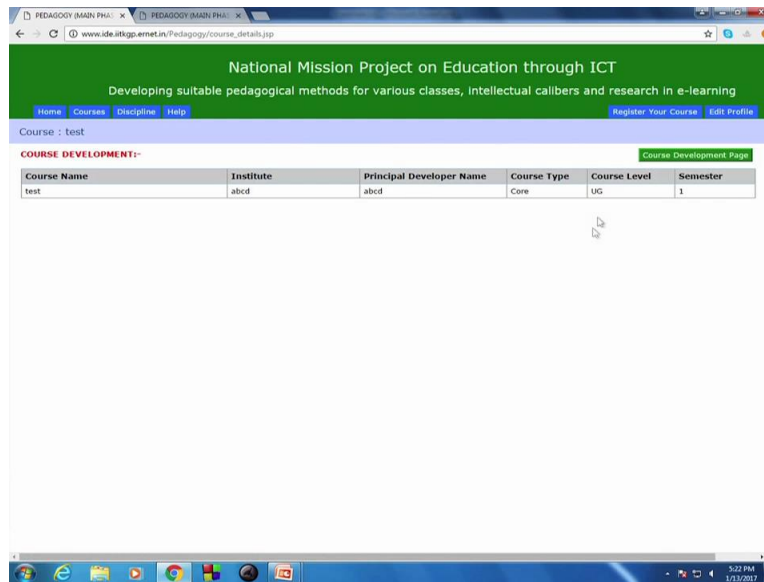 PEDAGOGY (MAIN PHAS
PEDAGOGY (MAIN PHAS
www.ide.iitkgp.ernet.in/Pedagogy/course_details.jsp
National Mission Project on Education through ICT
Developing suitable pedagogical methods for various classes, intellectual calibers and research in e-learning
Home Courses Discipline Help Register Your Course Edit Profile
Course : test
COURSE DEVELOPMENT:- Course Development Page
Course Name Institute Principal Developer Name Course Type Course Level Semester
test abcd abcd Core UG 1
5:22 PM
1/13/2017